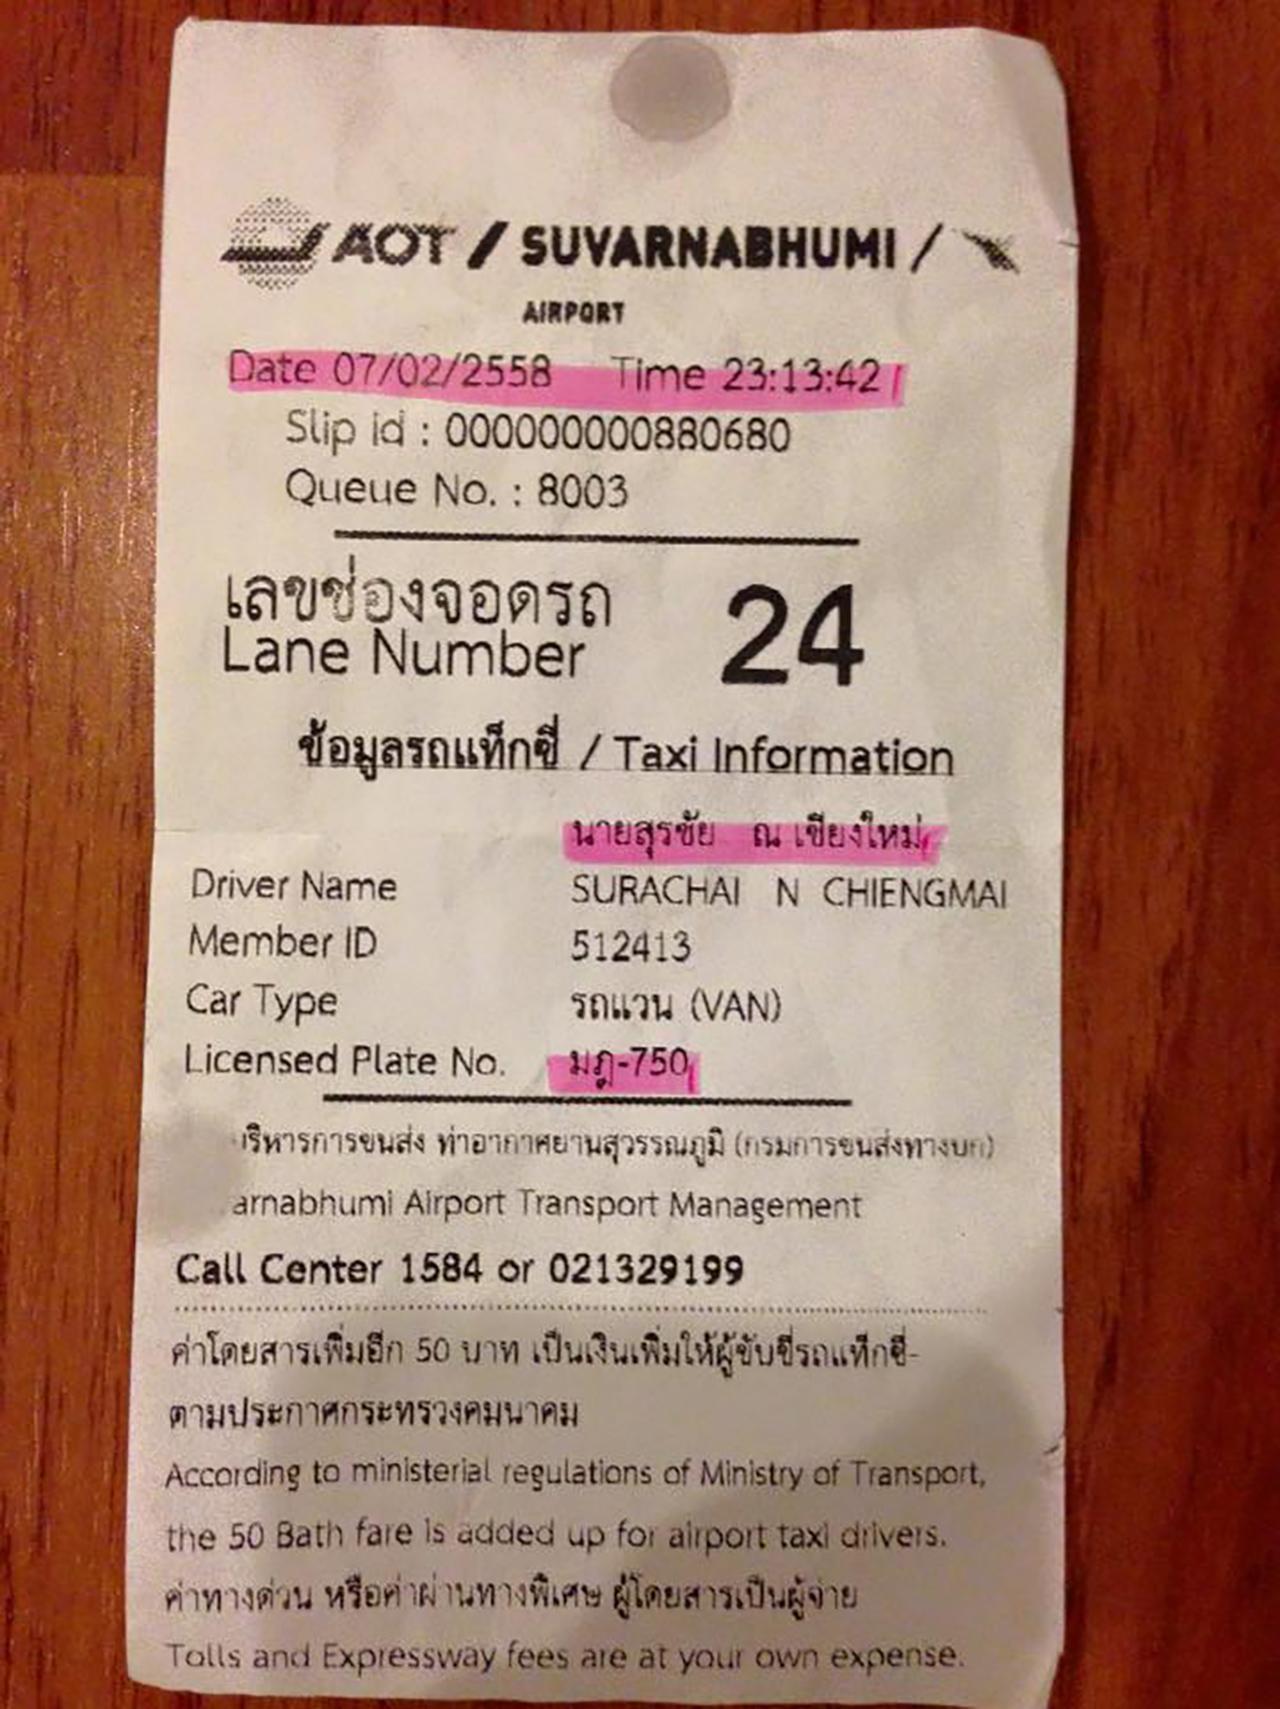 AOT / SUVARNABHUMI /
AIRPORT
Date 07/02/2558 Time 23:13:42
Slip id : 000000000880680
Queue No. : 8003
เลขช่องจอดรถ
Lane Number 24
ข้อมูลรถแท็กซี่ / Taxi Information
นายสุรชัย ณ เชียงใหม่
Driver Name SURACHAI N CHIENGMAI
Member ID 512413
Car Type รถแวน (VAN)
Licensed Plate No. มฎ-750
ริหารการขนส่ง ท่าอากาศยานสุวรรณภูมิ (กรมการขนส่งทางบก)
arnabhumi Airport Transport Management
Call Center 1584 or 021329199
ค่าโดยสารเพิ่มอีก 50 บาท เป็นเงินเพิ่มให้ผู้ขับขี่รถแท็กซี่-
ตามประกาศกระทรวงคมนาคม
According to ministerial regulations of Ministry of Transport,
the 50 Bath fare is added up for airport taxi drivers.
ค่าทางด่วน หรือค่าผ่านทางพิเศษ ผู้โดยสารเป็นผู้จ่าย
Tolls and Expressway fees are at your own expense.